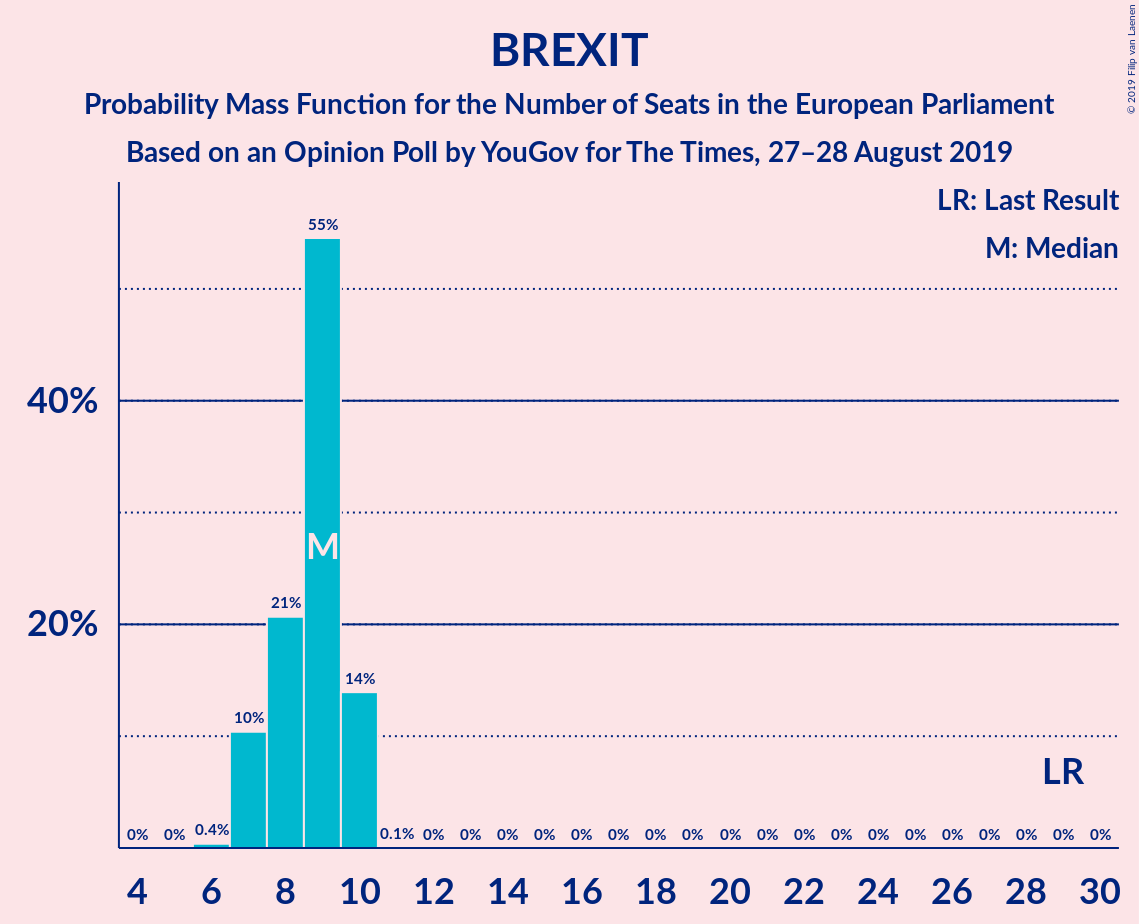 BREXIT
Probability Mass Function for the Number of Seats in the European Parliament
Based on an Opinion Poll by YouGov for The Times, 27–28 August 2019
© 2019 Filip van Laenen
LR: Last Result
M: Median
55%
40%
M
21%
20%
14%
10%
LR
0% 0% 0.4% 0.1% 0% 0% 0% 0% 0% 0% 0% 0% 0% 0% 0% 0% 0% 0% 0% 0% 0% 0% 0%
4 6 8 10 12 14 16 18 20 22 24 26 28 30